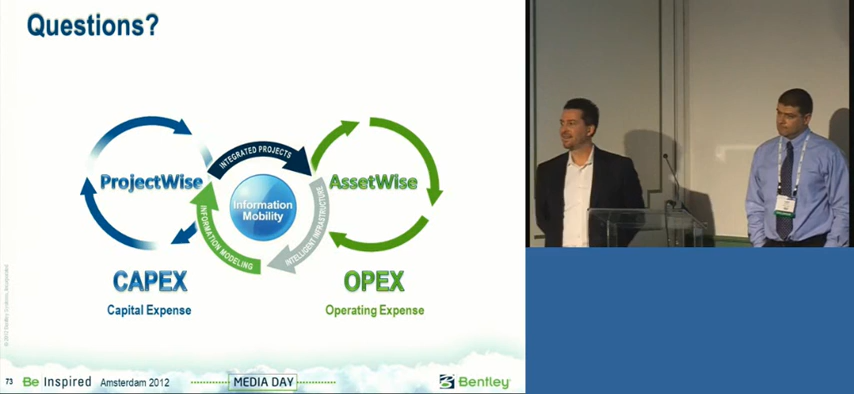 Questions?
INTEGRATED PROJECTS
ProjectWise
AssetWise
Information
Mobility
INFORMATION MODELING
INTELLIGENT INFRASTRUCTURE
CAPEX
OPEX
Capital Expense
Operating Expense
73 Be Inspired Amsterdam 2012 MEDIA DAY Bentley